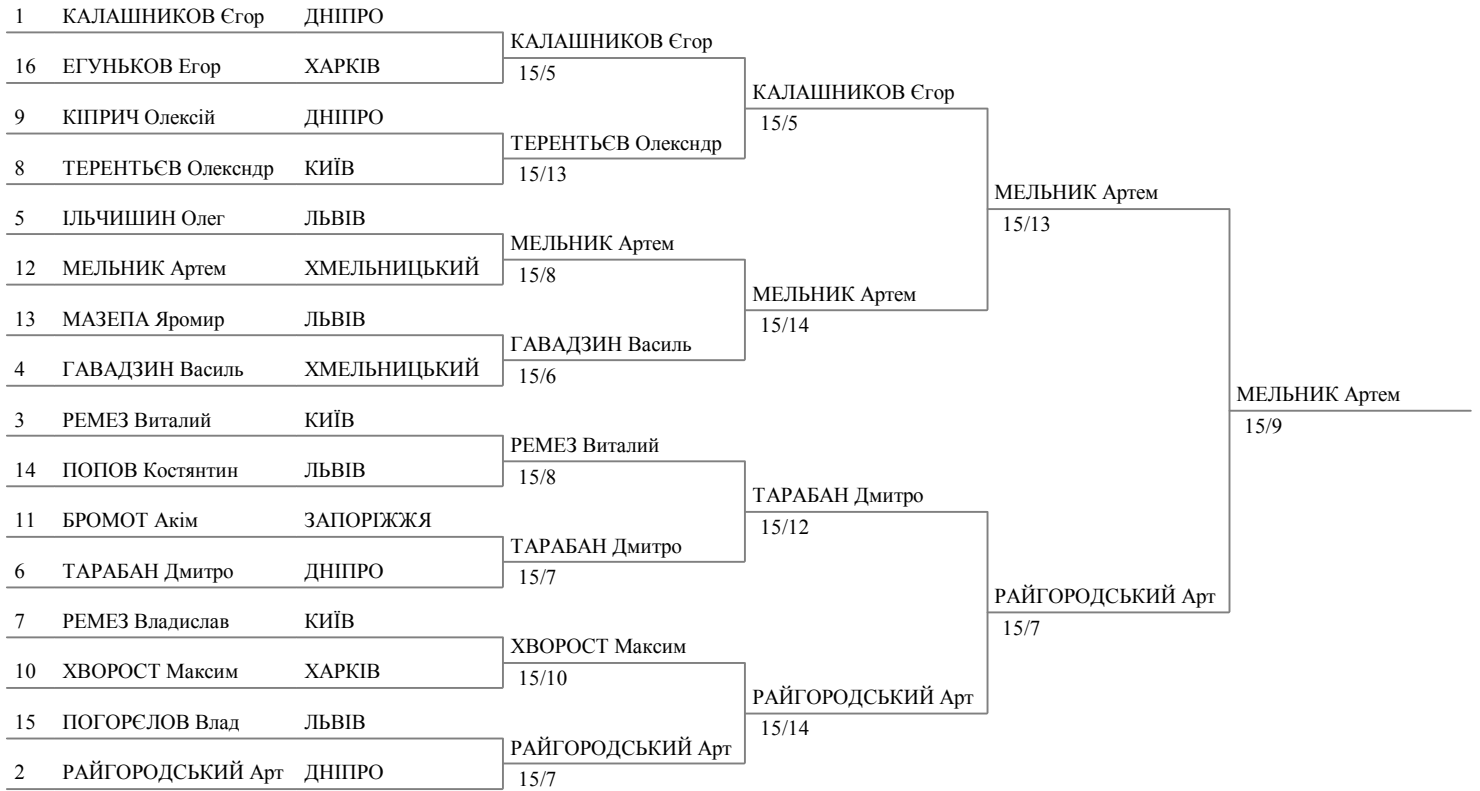 1 КАЛАШНИКОВ Єгор ДНІПРО
КАЛАШНИКОВ Єгор
16 ЕГУНЬКОВ Егор ХАРКІВ
15/5
КАЛАШНИКОВ Єгор
9 КІПРИЧ Олексій ДНІПРО
15/5
ТЕРЕНТЬЄВ Олексндр
8 ТЕРЕНТЬЄВ Олексндр КИЇВ
15/13
МЕЛЬНИК Артем
5 ІЛЬЧИШИН Олег ЛЬВІВ
15/13
МЕЛЬНИК Артем
12 МЕЛЬНИК Артем ХМЕЛЬНИЦЬКИЙ
15/8
МЕЛЬНИК Артем
13 МАЗЕПА Яромир ЛЬВІВ
15/14
ГАВАДЗИН Василь
4 ГАВАДЗИН Василь ХМЕЛЬНИЦЬКИЙ
15/6
МЕЛЬНИК Артем
3 РЕМЕЗ Виталий КИЇВ
15/9
РЕМЕЗ Виталий
14 ПОПОВ Костянтин ЛЬВІВ
15/8
ТАРАБАН Дмитро
11 БРОМОТ Акім ЗАПОРІЖЖЯ
15/12
ТАРАБАН Дмитро
6 ТАРАБАН Дмитро ДНІПРО
15/7
РАЙГОРОДСЬКИЙ Арт
7 РЕМЕЗ Владислав КИЇВ
15/7
ХВОРОСТ Максим
10 ХВОРОСТ Максим ХАРКІВ
15/10
РАЙГОРОДСЬКИЙ Арт
15 ПОГОРЄЛОВ Влад ЛЬВІВ
15/14
РАЙГОРОДСЬКИЙ Арт
2 РАЙГОРОДСЬКИЙ Арт ДНІПРО
15/7